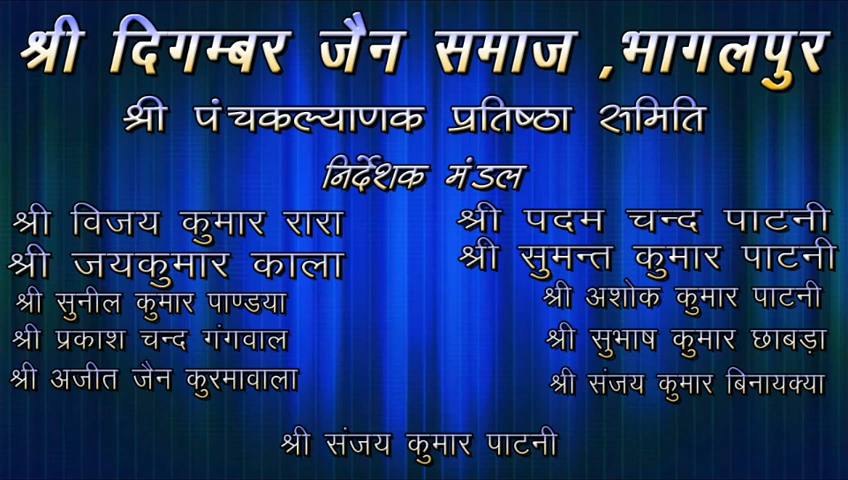 श्री दिगम्बर जैन समाज ,भागलपुर
श्री पंचकल्याणक प्रतिष्ठा समिति
निर्देशक मंडल
श्री विजय कुमार रारा
श्री पदम चन्द पाटनी
श्री जयकुमार काला
श्री सुमन्त कुमार पाटनी
श्री सुनील कुमार पाण्डया
श्री अशोक कुमार पाटनी
श्री प्रकाश चन्द गंगवाल
श्री सुभाष कुमार छाबड़ा
श्री अजीत जैन कुरमावाला
श्री संजय कुमार बिनायक्या
श्री संजय कुमार पाटनी